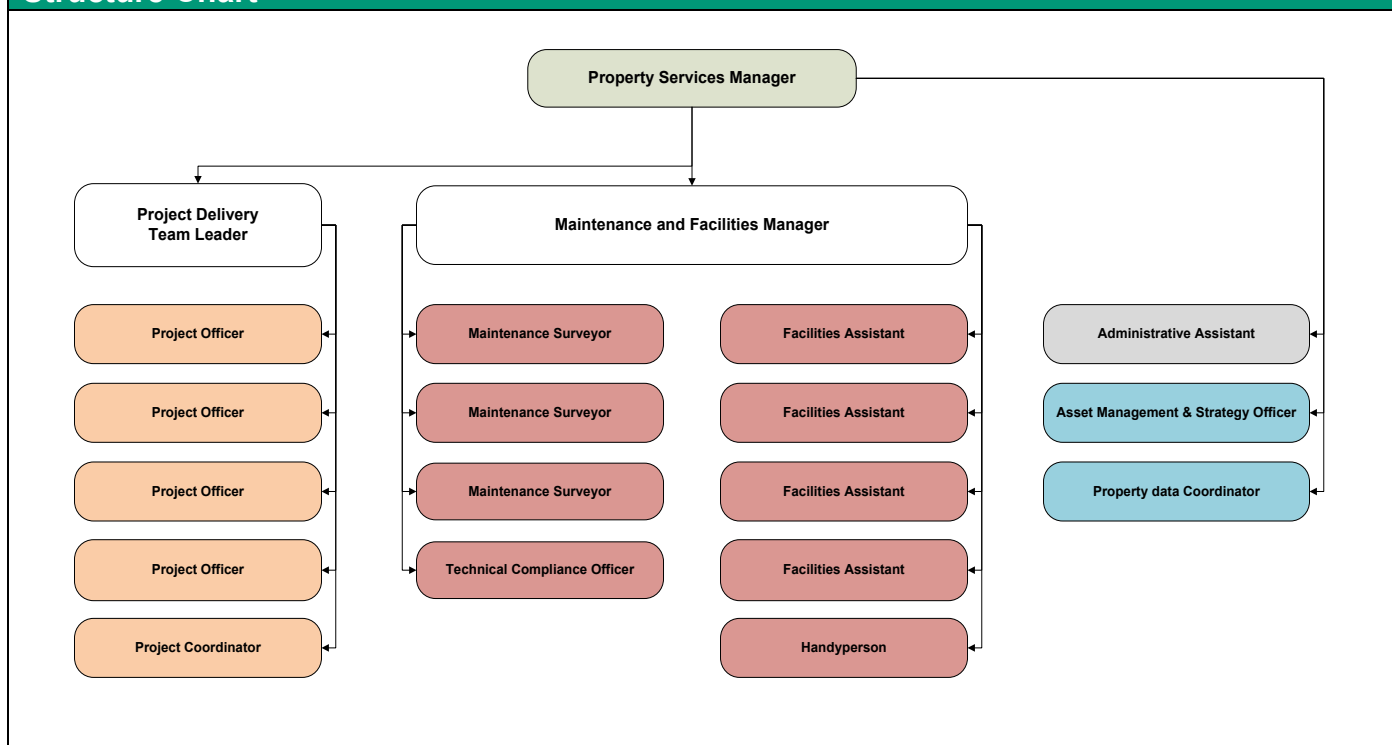 Structure Chart
Property Services Manager
Project Delivery
Team Leader
Maintenance and Facilities Manager
Project Officer
Maintenance Surveyor
Facilities Assistant
Administrative Assistant
Project Officer
Maintenance Surveyor
Facilities Assistant
Asset Management & Strategy Officer
Project Officer
Maintenance Surveyor
Facilities Assistant
Property data Coordinator
Project Officer
Technical Compliance Officer
Facilities Assistant
Project Coordinator
Handyperson